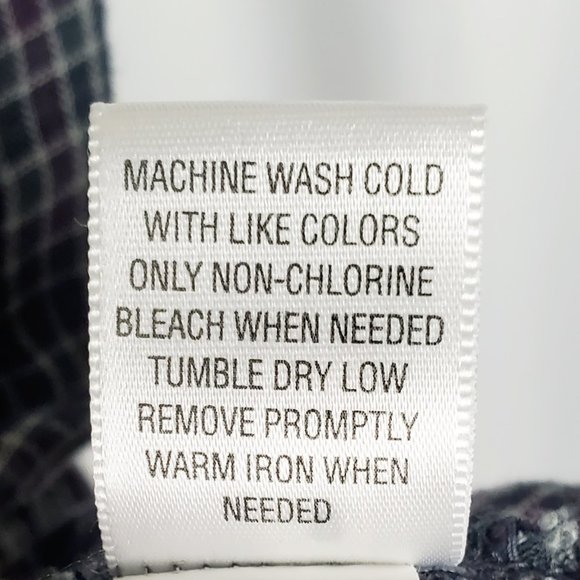 MACHINE WASH COLD
WITH LIKE COLORS
ONLY NON-CHLORINE
BLEACH WHEN NEEDED
TUMBLE DRY LOW
REMOVE PROMPTLY
WARM IRON WHEN
NEEDED